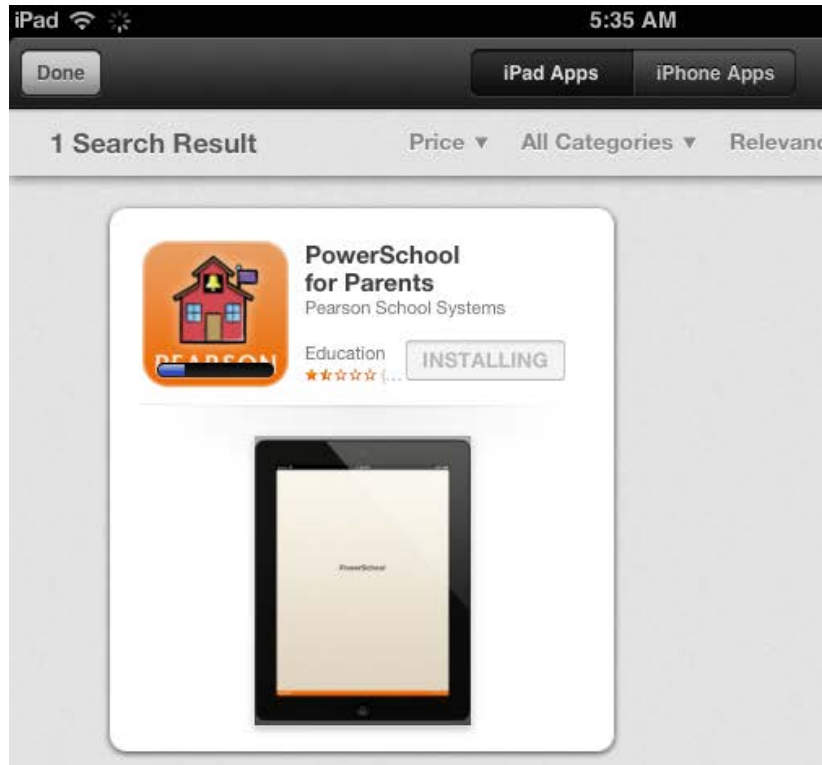 iPad 5:35 AM
Done iPad Apps iPhone Apps
1 Search Result Price ▼ All Categories ▼ Relevanc
PowerSchool
for Parents
Pearson School Systems
Education INSTALLING
(...
PEARSON
PowerSchool